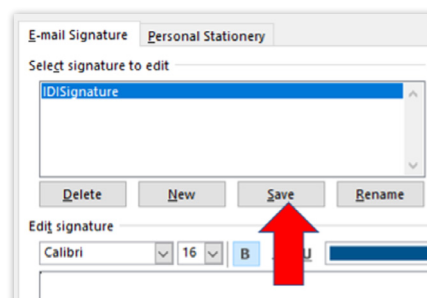 E-mail Signature Personal Stationery
Select signature to edit
IDISignature
Delete New Save Rename
Edit signature
Calibri 16 B U